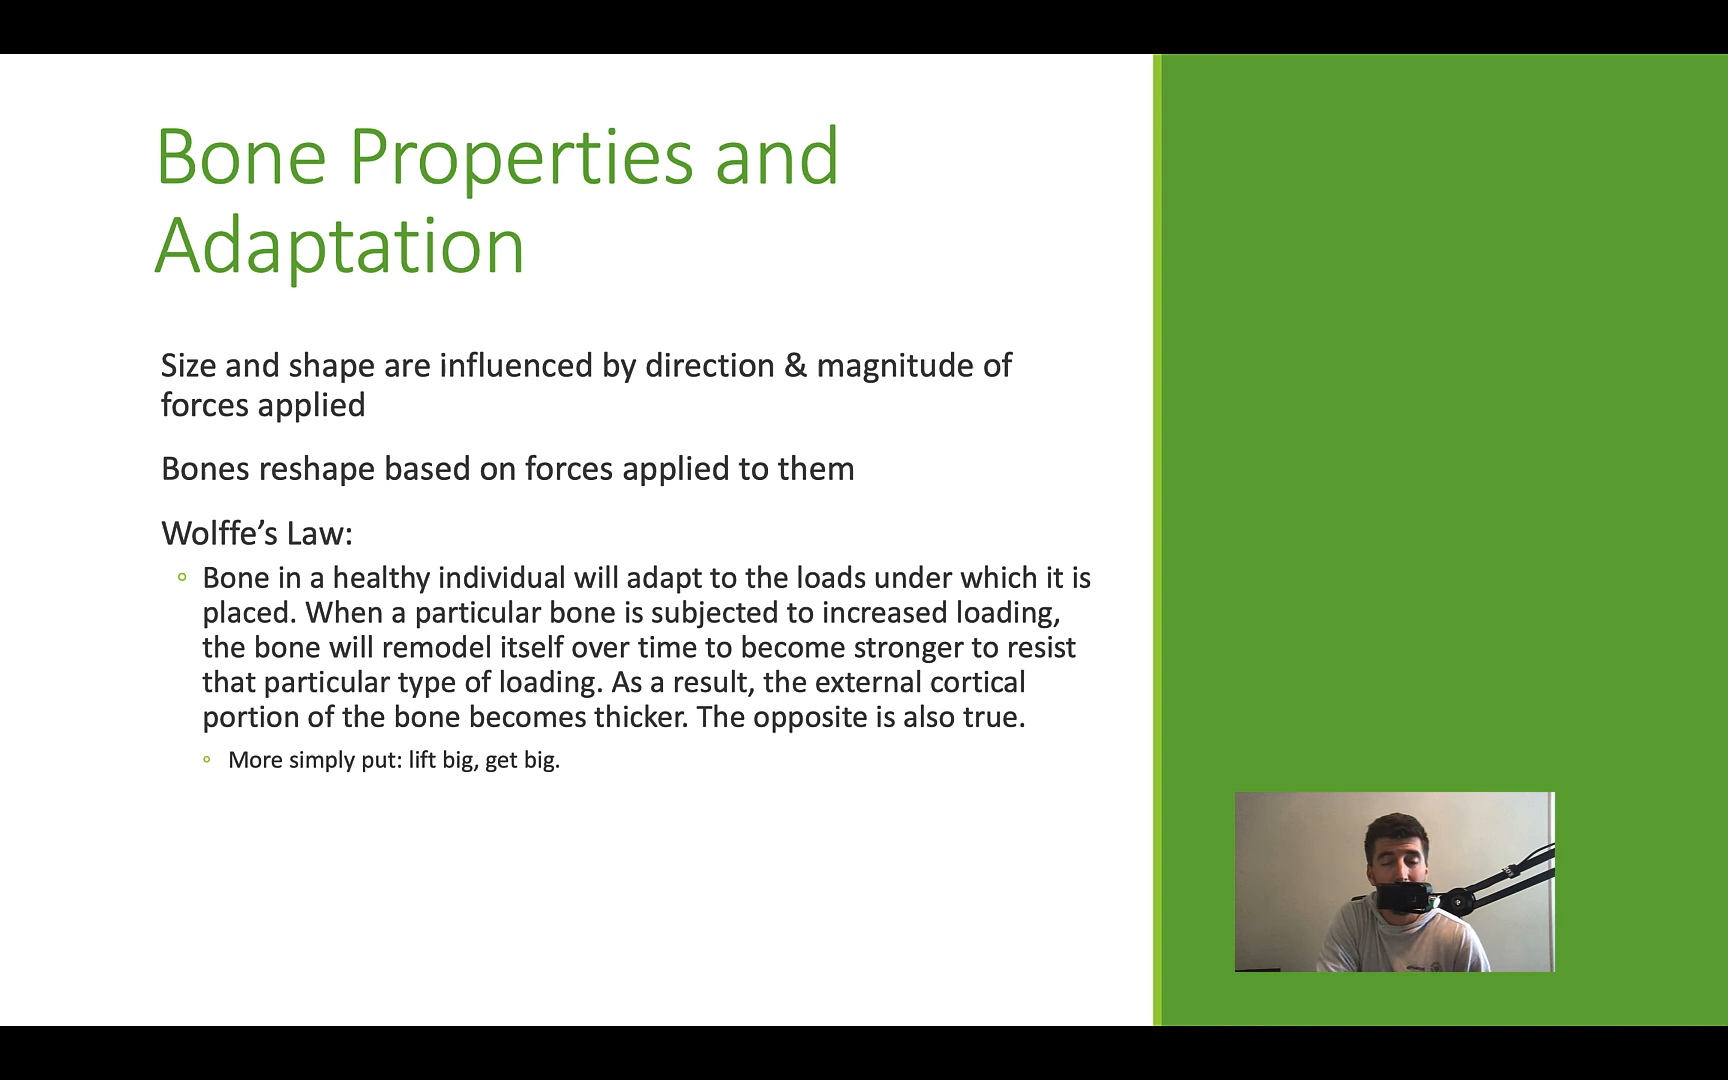 Bone Properties and
Adaptation
Size and shape are influenced by direction & magnitude of
forces applied
Bones reshape based on forces applied to them
Wolffe’s Law:
Bone in a healthy individual will adapt to the loads under which it is
placed. When a particular bone is subjected to increased loading,
the bone will remodel itself over time to become stronger to resist
that particular type of loading. As a result, the external cortical
portion of the bone becomes thicker. The opposite is also true.
More simply put: lift big, get big.